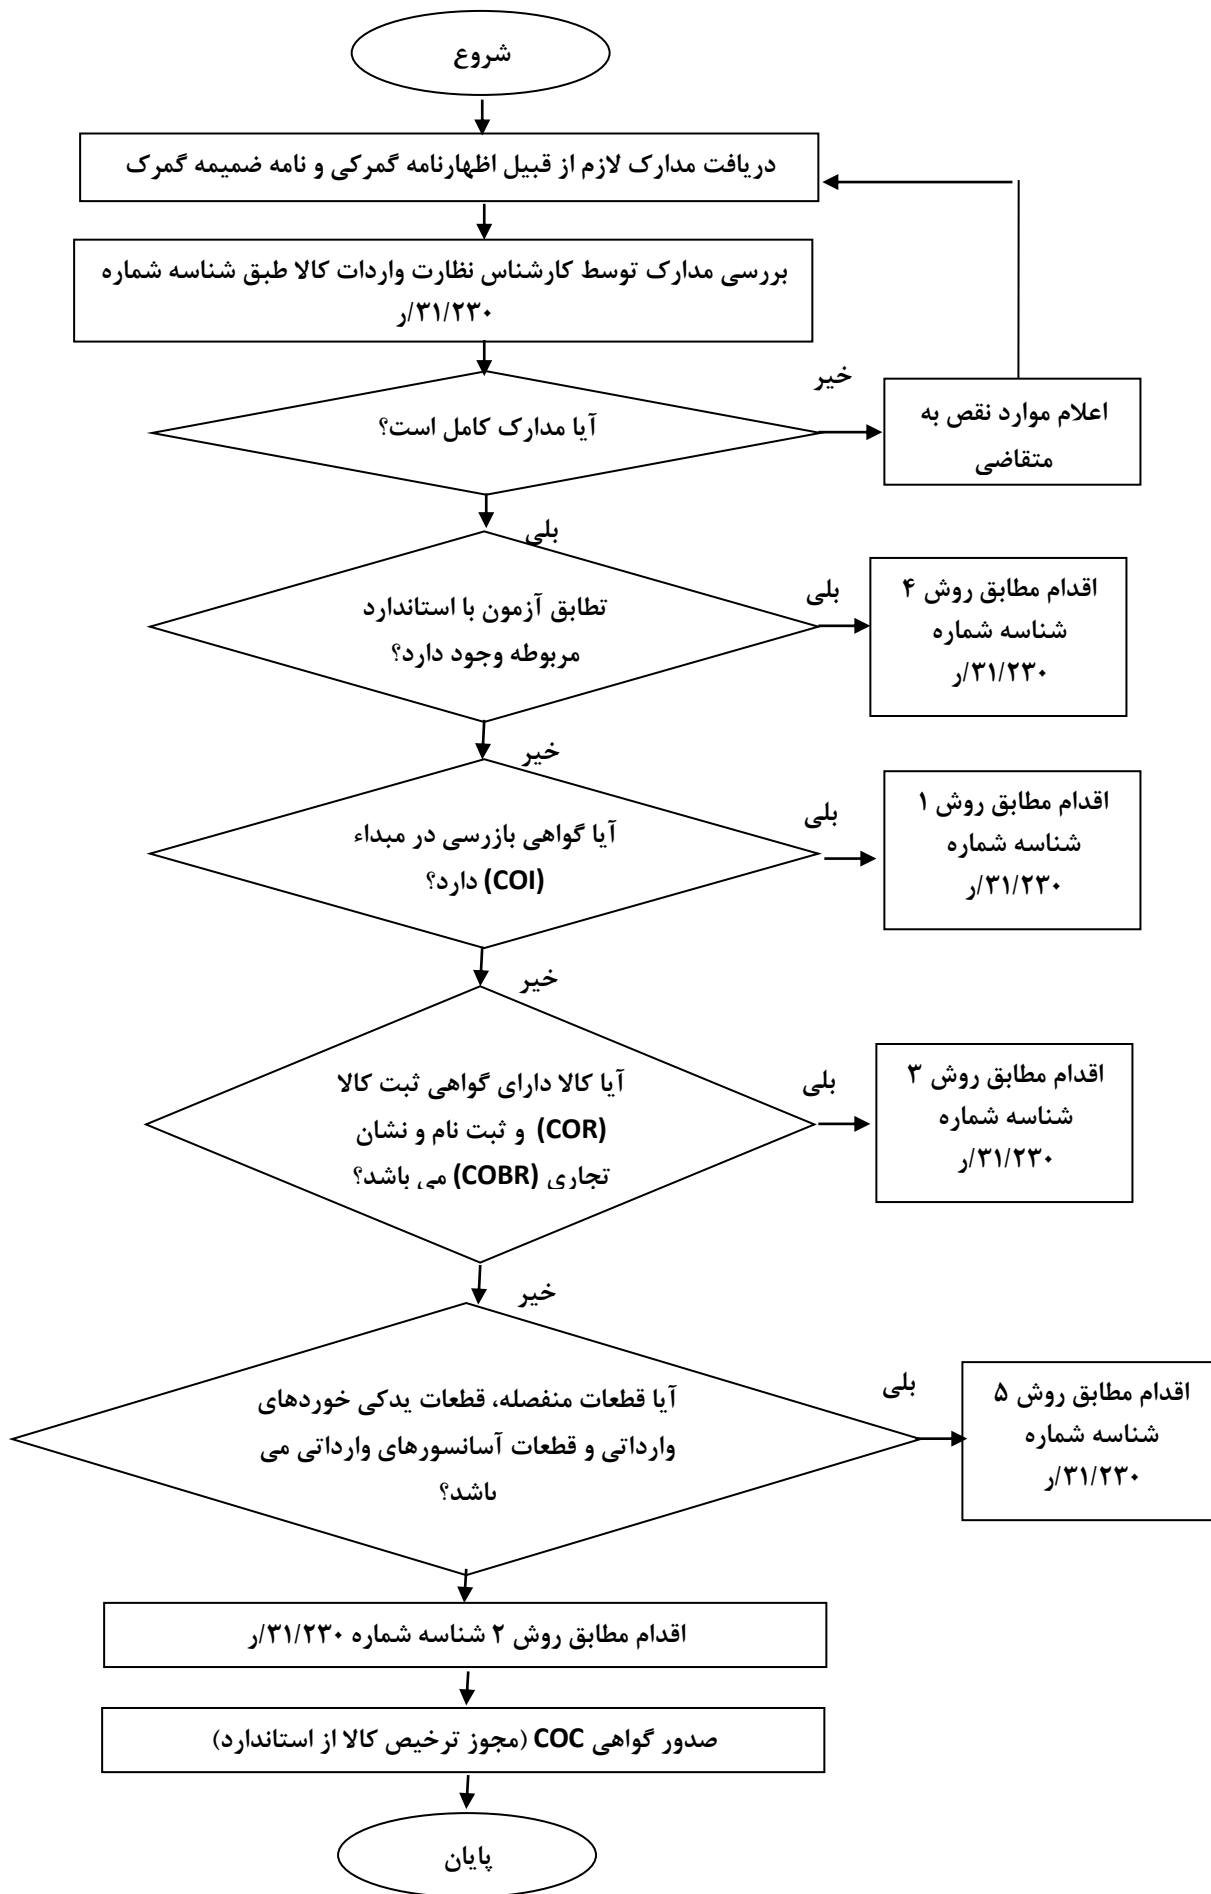 شروع
دریافت مدارک لازم از قبیل اظهارنامه گمرکی و نامه ضمیمه گمرک
بررسی مدارک توسط کارشناس نظارت واردات کالا طبق شناسه شماره
۳۱/۲۳۰/ر
آیا مدارک کامل است؟
خیر
اعلام موارد نقص به
متقاضی
بلی
تطابق آزمون با استاندارد
مربوطه وجود دارد؟
بلی
اقدام مطابق روش ۴
شناسه شماره
۳۱/۲۳۰/ر
خیر
آیا گواهی بازرسی در مبداء
(COI) دارد؟
بلی
اقدام مطابق روش ۱
شناسه شماره
۳۱/۲۳۰/ر
خیر
آیا کالا دارای گواهی ثبت کالا
(COR) و ثبت نام و نشان
تجاری (COBR) می باشد؟
بلی
اقدام مطابق روش ۳
شناسه شماره
۳۱/۲۳۰/ر
خیر
آیا قطعات منفصله، قطعات یدکی خوردهای
وارداتی و قطعات آسانسورهای وارداتی می
باشد؟
بلی
اقدام مطابق روش ۵
شناسه شماره
۳۱/۲۳۰/ر
اقدام مطابق روش ۲ شناسه شماره ۳۱/۲۳۰/ر
صدور گواهی COC (مجوز ترخیص کالا از استاندارد)
پایان